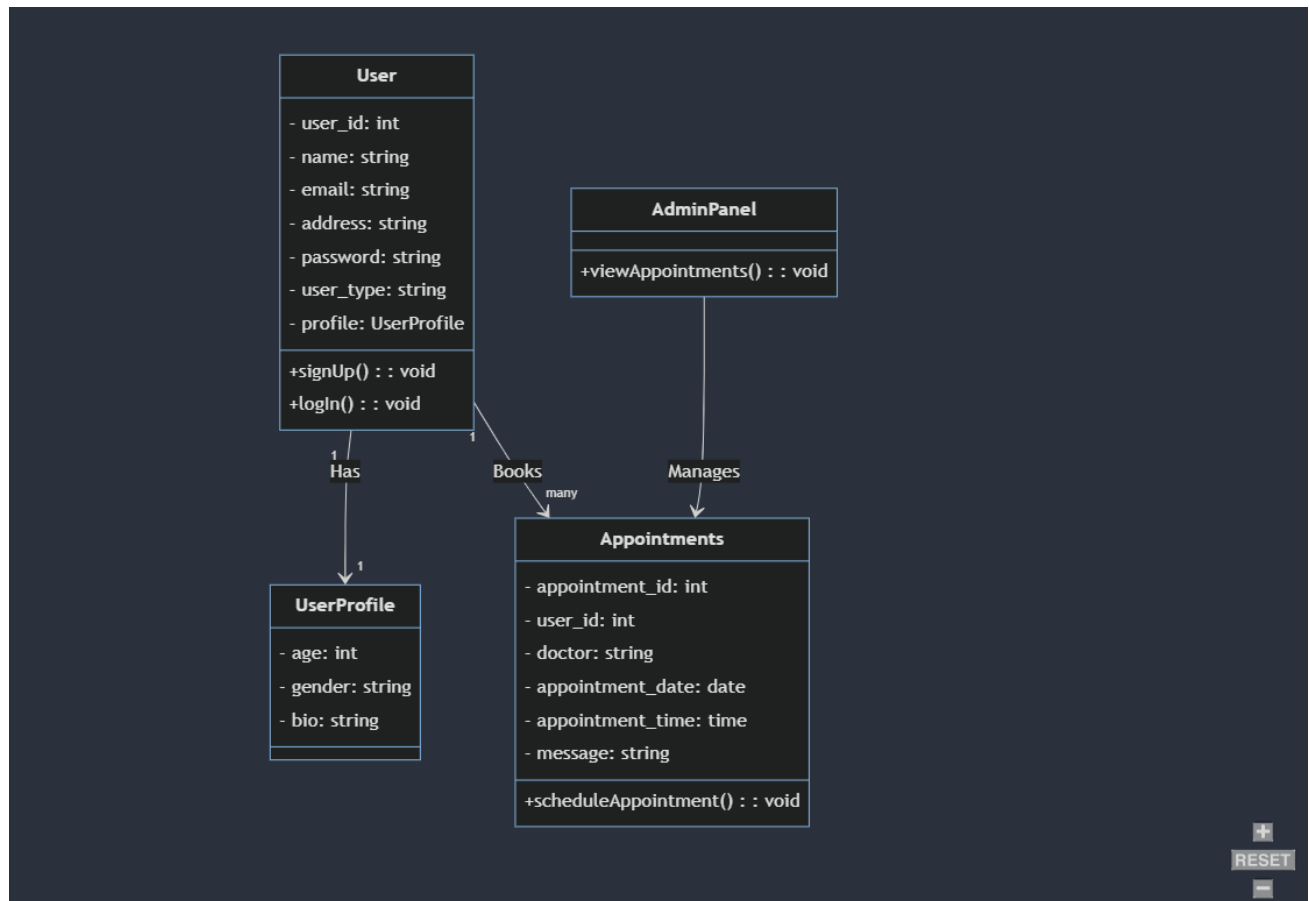 User
- user_id: int
- name: string
- email: string
- address: string
- password: string
- user_type: string
- profile: UserProfile
+signUp() : : void
+logIn() : : void
AdminPanel
+viewAppointments() : : void
1
Has
1
1
Books
many
Manages
UserProfile
- age: int
- gender: string
- bio: string
Appointments
- appointment_id: int
- user_id: int
- doctor: string
- appointment_date: date
- appointment_time: time
- message: string
+scheduleAppointment() : : void
+
RESET
−